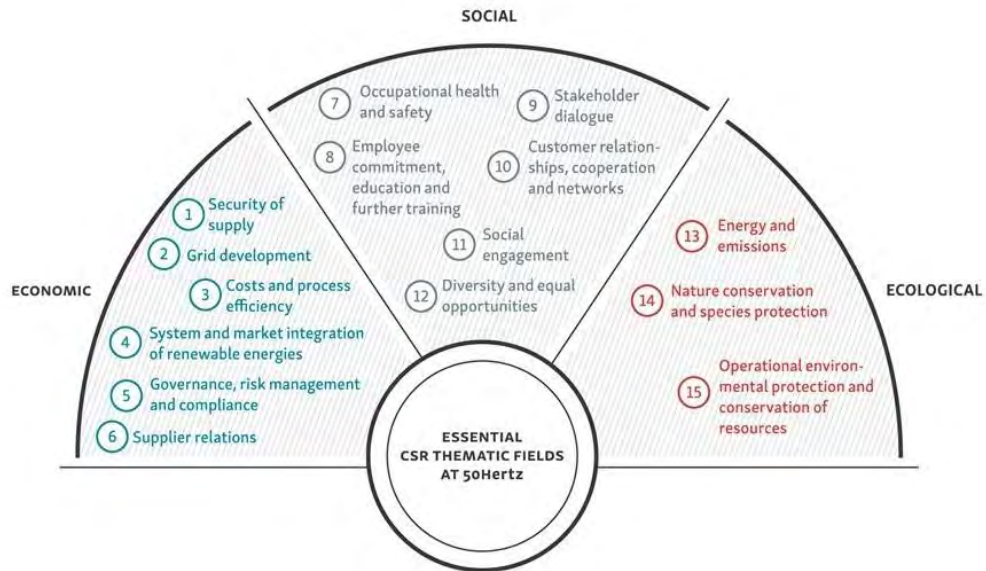 SOCIAL
7
Occupational health
and safety
8
Employee
commitment,
education and
further training
9
Stakeholder
dialogue
10
Customer relation-
ships, cooperation
and networks
11
Social
engagement
12
Diversity and equal
opportunities
ECONOMIC
1
Security of
supply
2
Grid development
3
Costs and process
efficiency
4
System and market integration
of renewable energies
5
Governance, risk management
and compliance
6
Supplier relations
ECOLOGICAL
13
Energy and
emissions
14
Nature conservation
and species protection
15
Operational environ-
mental protection and
conservation of
resources
ESSENTIAL
CSR THEMATIC FIELDS
AT 50Hertz